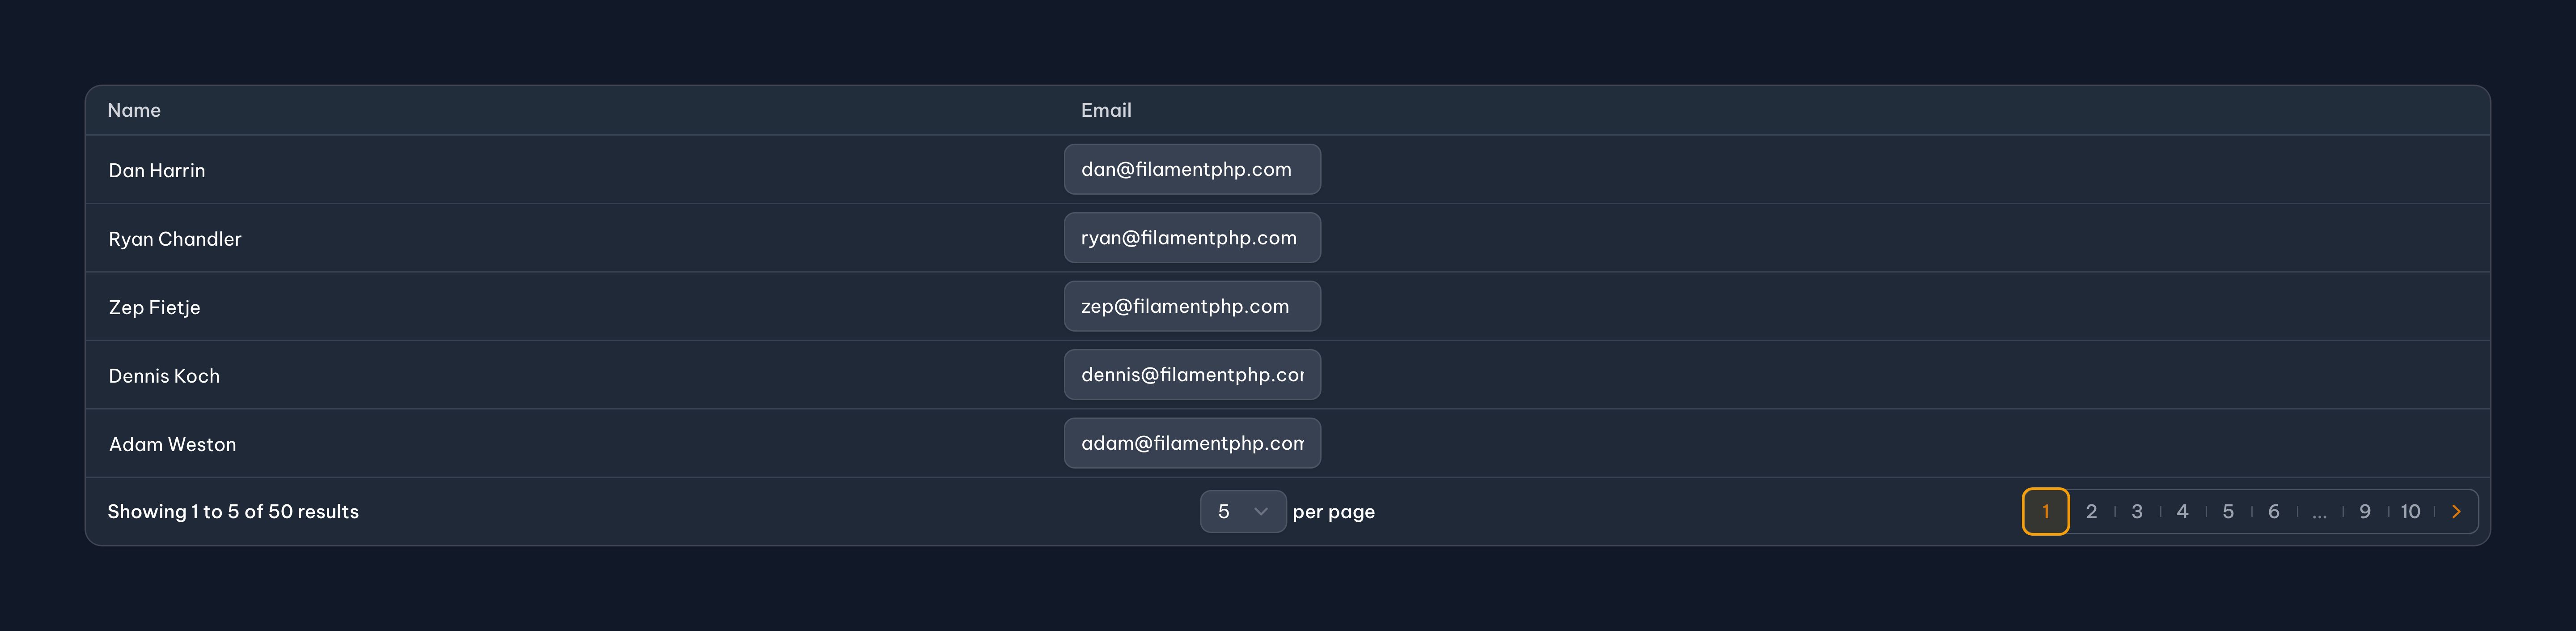 Name Email
Dan Harrin dan@filamentphp.com
Ryan Chandler ryan@filamentphp.com
Zep Fietje zep@filamentphp.com
Dennis Koch dennis@filamentphp.cor
Adam Weston adam@filamentphp.com
Showing 1 to 5 of 50 results 5 per page 1 2 3 4 5 6 ... 9 10